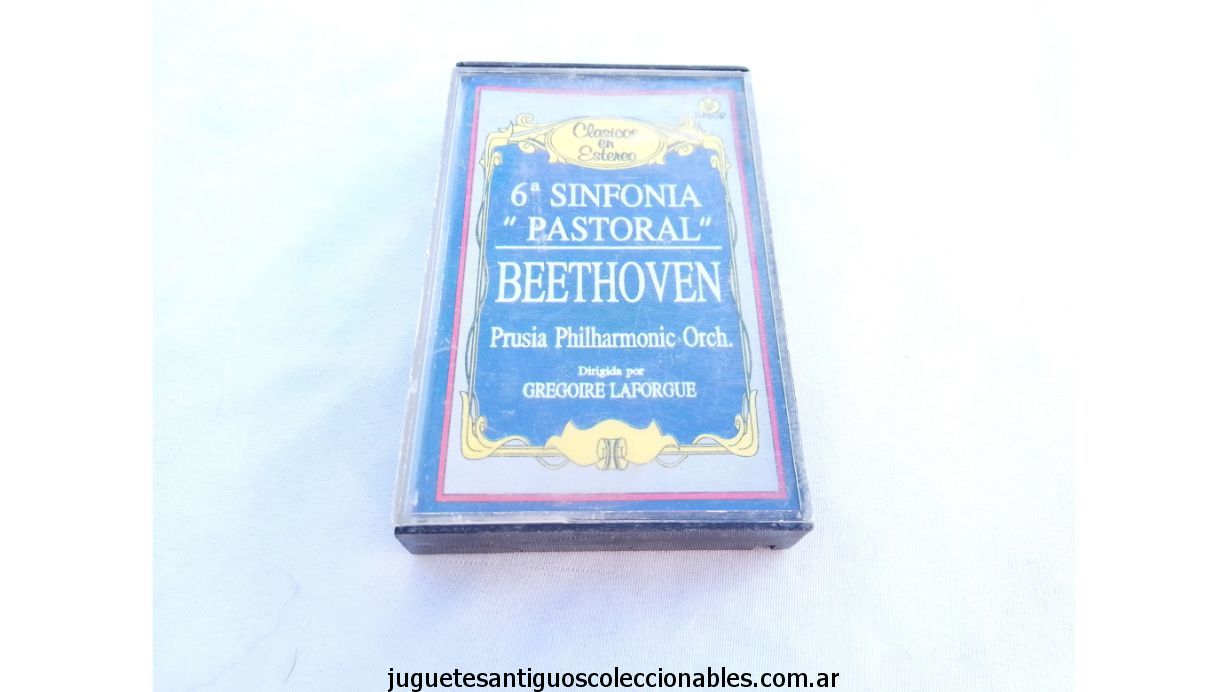 Clasicos
en
Estereo
6ª SINFONIA
" PASTORAL"
BEETHOVEN
Prusia Philharmonic Orch.
Dirigida por
GREGOIRE LAFORGUE
juguetesantiguoscoleccionables.com.ar